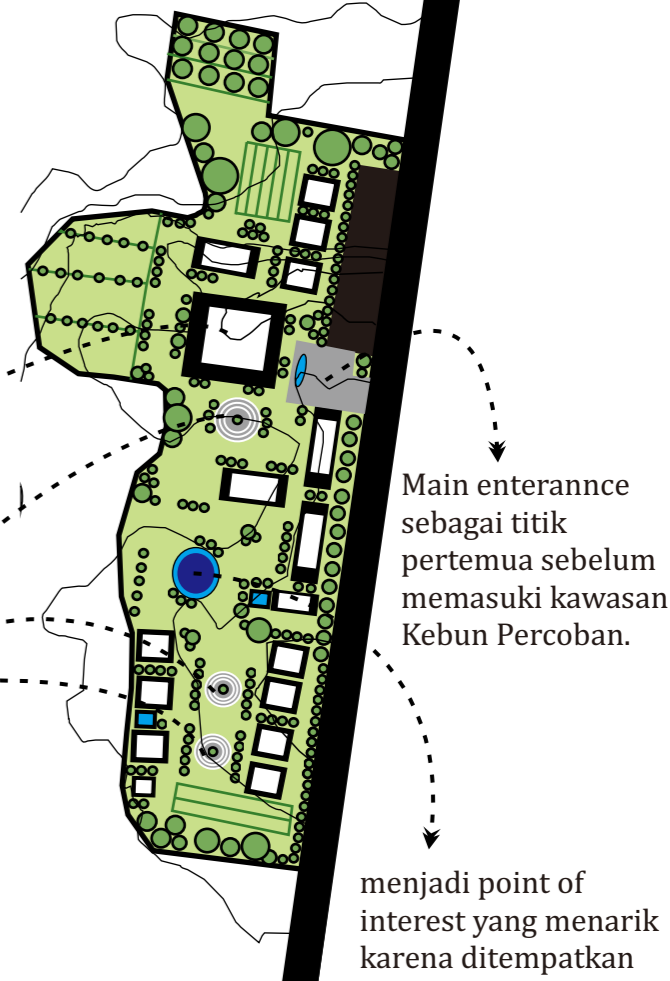 Main enterannce
sebagai titik
pertemua sebelum
memasuki kawasan
Kebun Percoban.
menjadi point of
interest yang menarik
karena ditempatkan